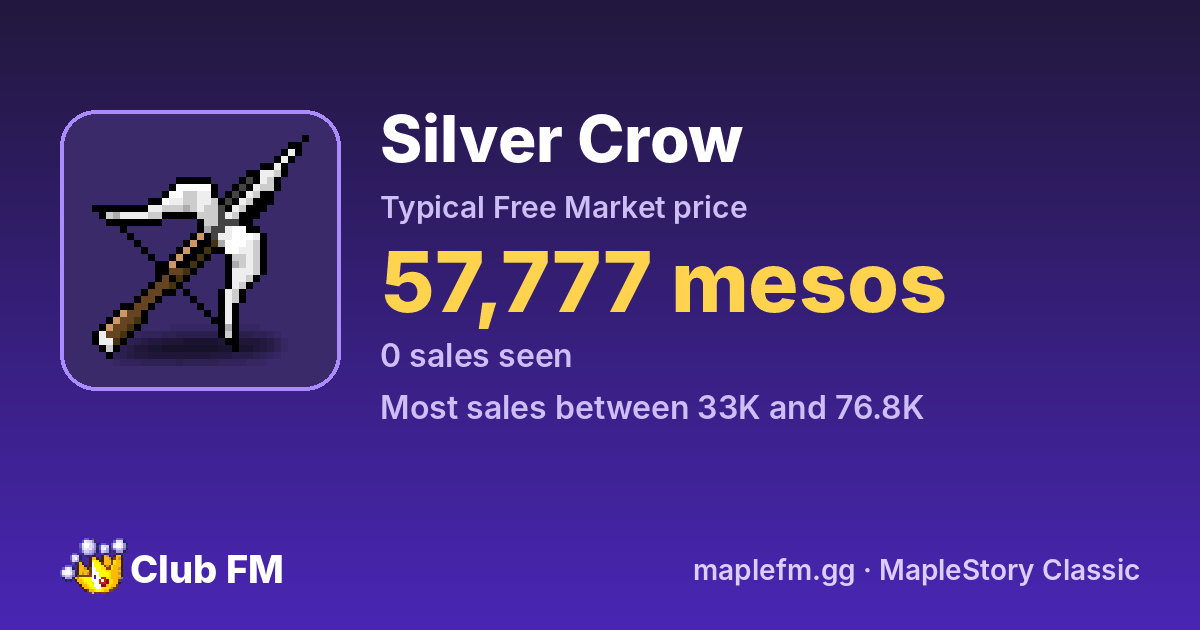 Silver Crow
Typical Free Market price
57,777 mesos
0 sales seen
Most sales between 33K and 76.8K
Club FM
maplefm.gg · MapleStory Classic